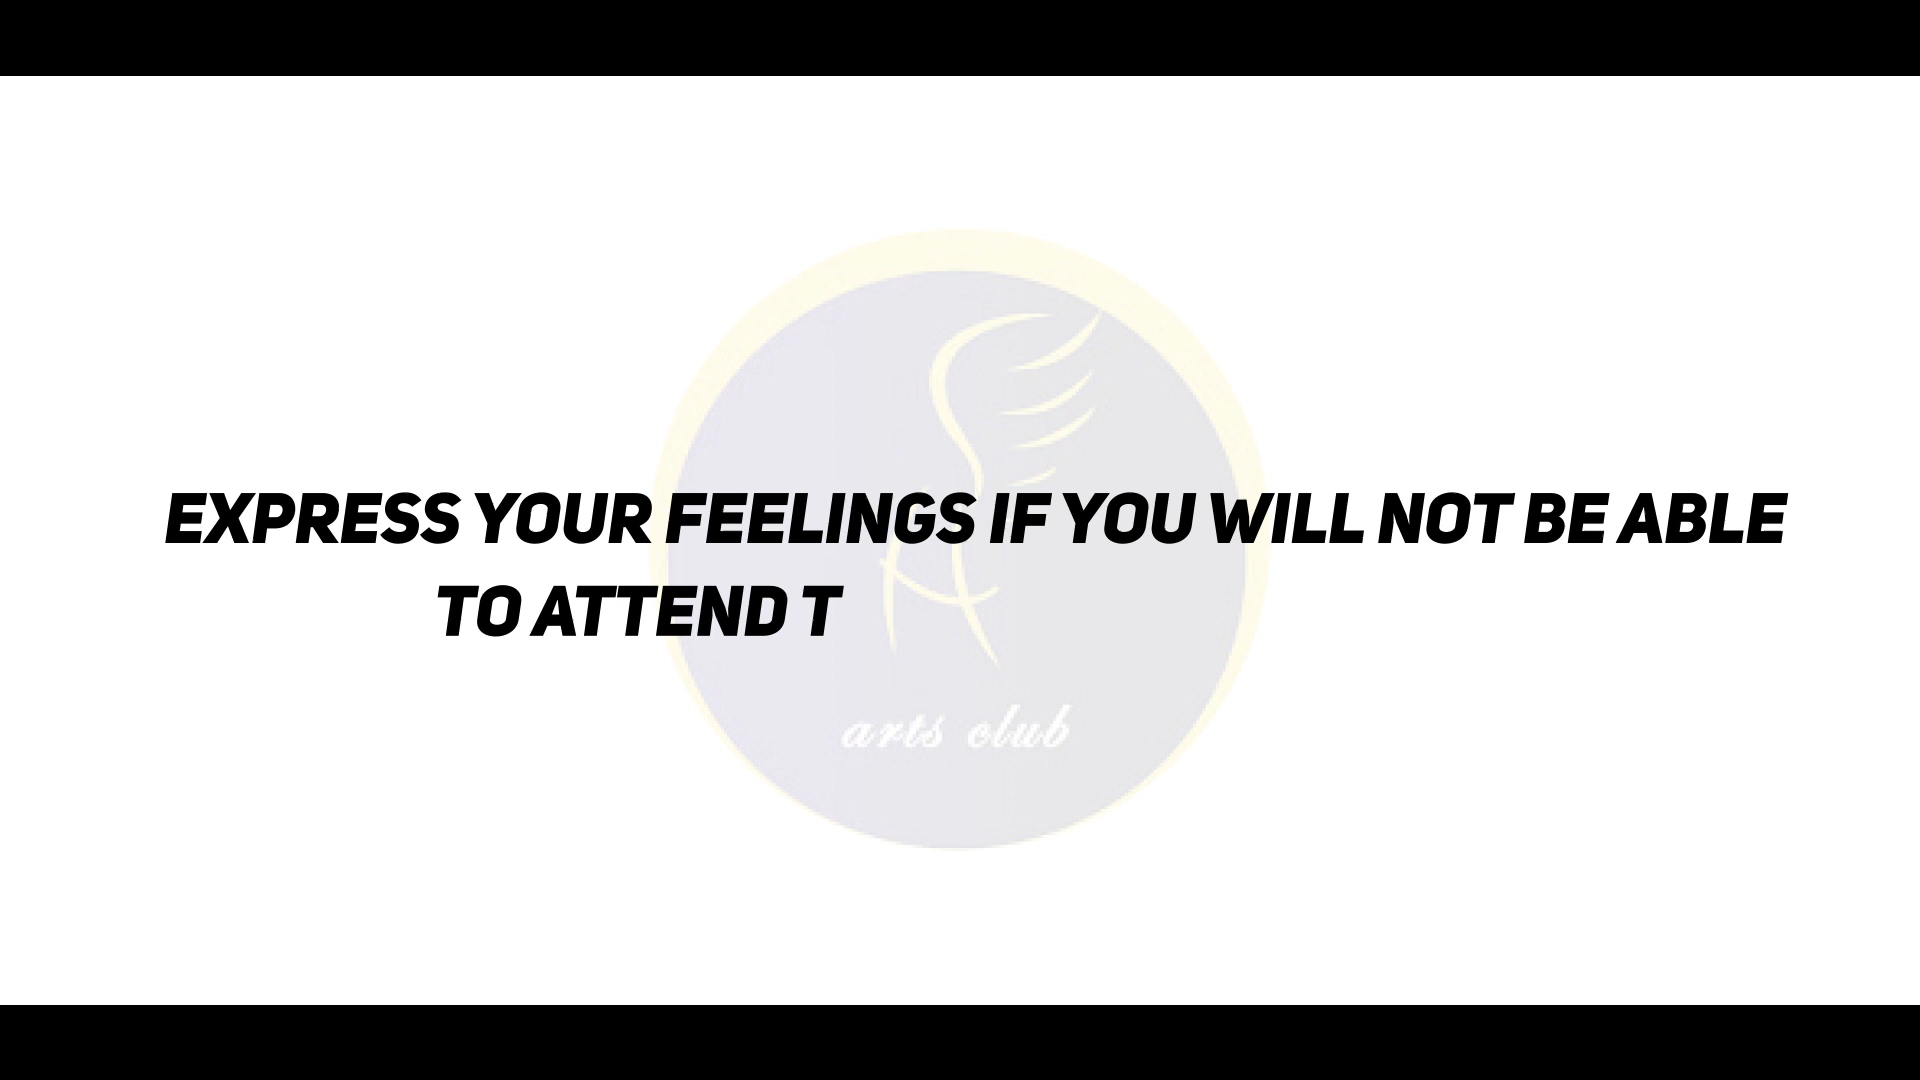 EXPRESS YOUR FEELINGS IF YOU WILL NOT BE ABLE
TO ATTEND T
arts club